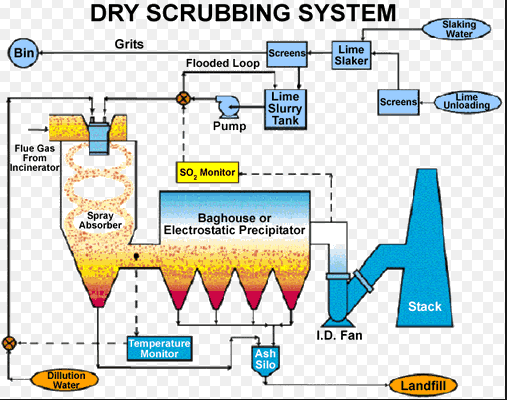 DRY SCRUBBING SYSTEM
Slaking
Water
Bin
Grits
Screens
Lime
Slaker
Flooded Loop
Lime
Slurry
Tank
Screens
Lime
Unloading
Pump
Flue Gas
From
Incinerator
SO2 Monitor
Spray
Absorber
Baghouse or
Electrostatic Precipitator
Stack
I.D. Fan
Temperature
Monitor
Ash
Silo
Dillution
Water
Landfill